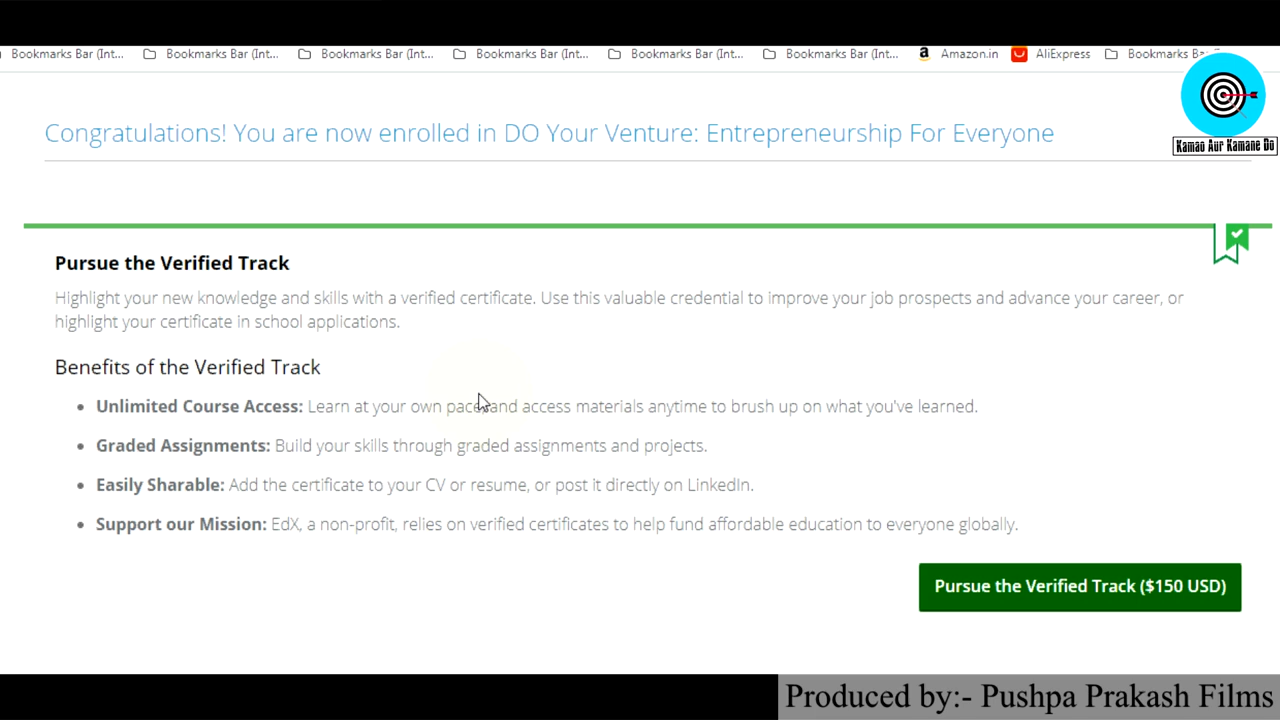 Bookmarks Bar (Int... Bookmarks Bar (Int... Bookmarks Bar (Int... Bookmarks Bar (Int... Bookmarks Bar (Int... Bookmarks Bar (Int... Amazon.in AliExpress Bookmarks
Congratulations! You are now enrolled in DO Your Venture: Entrepreneurship For Everyone
Kamao Aur Kamane Do
Pursue the Verified Track
Highlight your new knowledge and skills with a verified certificate. Use this valuable credential to improve your job prospects and advance your career, or
highlight your certificate in school applications.
Benefits of the Verified Track
• Unlimited Course Access: Learn at your own pace and access materials anytime to brush up on what you've learned.
• Graded Assignments: Build your skills through graded assignments and projects.
• Easily Sharable: Add the certificate to your CV or resume, or post it directly on LinkedIn.
• Support our Mission: EdX, a non-profit, relies on verified certificates to help fund affordable education to everyone globally.
Pursue the Verified Track ($150 USD)
Produced by:- Pushpa Prakash Films